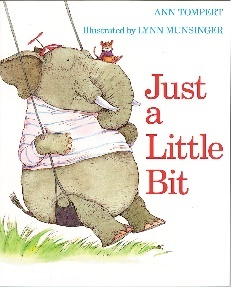 ANN TOMPERT
Illustrated by LYNN MUNSINGER
Just
a
Little
Bit